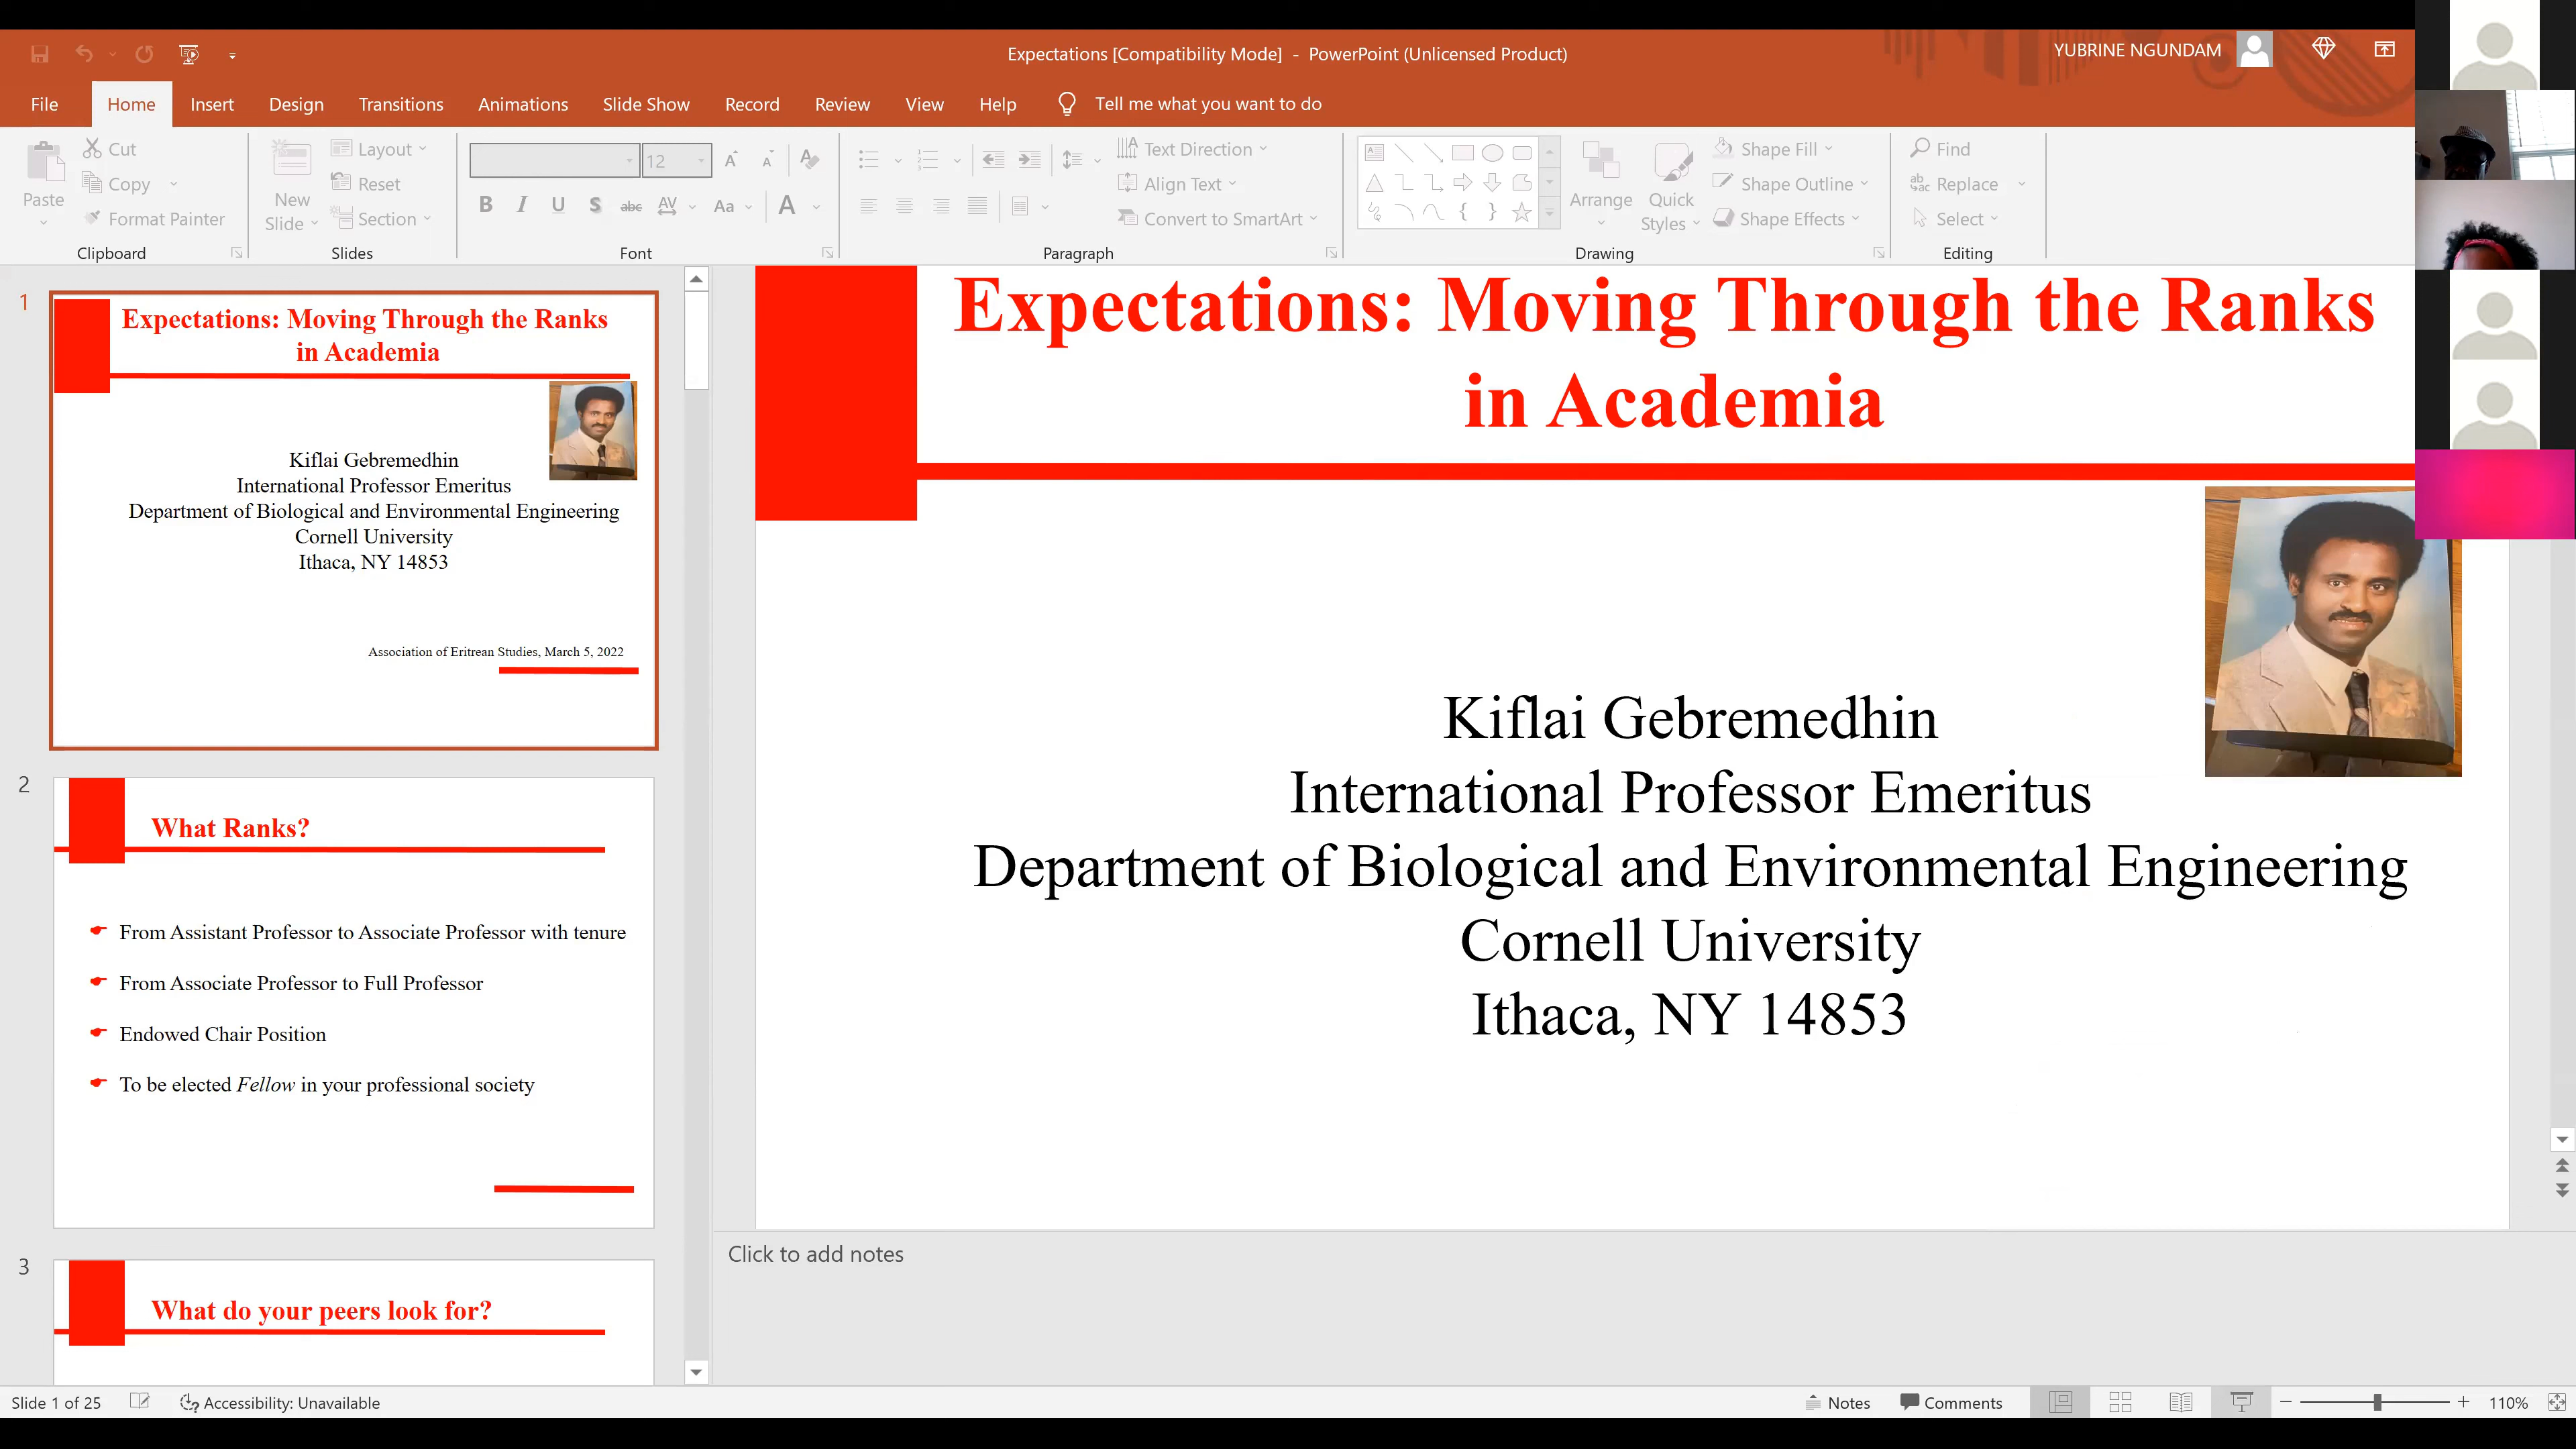 Expectations [Compatibility Mode] - PowerPoint (Unlicensed Product)
YUBRINE NGUNDAM
File Home Insert Design Transitions Animations Slide Show Record Review View Help Tell me what you want to do
Paste
Cut
Copy
Format Painter
Clipboard
New
Slide
Layout
Reset
Section
Slides
12
B I U S abc AV Aa A
Font
Text Direction
Align Text
Convert to SmartArt
Paragraph
Arrange
Quick
Styles
Shape Fill
Shape Outline
Shape Effects
Drawing
Find
Replace
Select
Editing
1
Expectations: Moving Through the Ranks
in Academia
Kiflai Gebremedhin
International Professor Emeritus
Department of Biological and Environmental Engineering
Cornell University
Ithaca, NY 14853
Association of Eritrean Studies, March 5, 2022
2
What Ranks?
From Assistant Professor to Associate Professor with tenure
From Associate Professor to Full Professor
Endowed Chair Position
To be elected Fellow in your professional society
3
What do your peers look for?
Expectations: Moving Through the Ranks
in Academia
Kiflai Gebremedhin
International Professor Emeritus
Department of Biological and Environmental Engineering
Cornell University
Ithaca, NY 14853
Click to add notes
Slide 1 of 25 Accessibility: Unavailable Notes Comments 110%